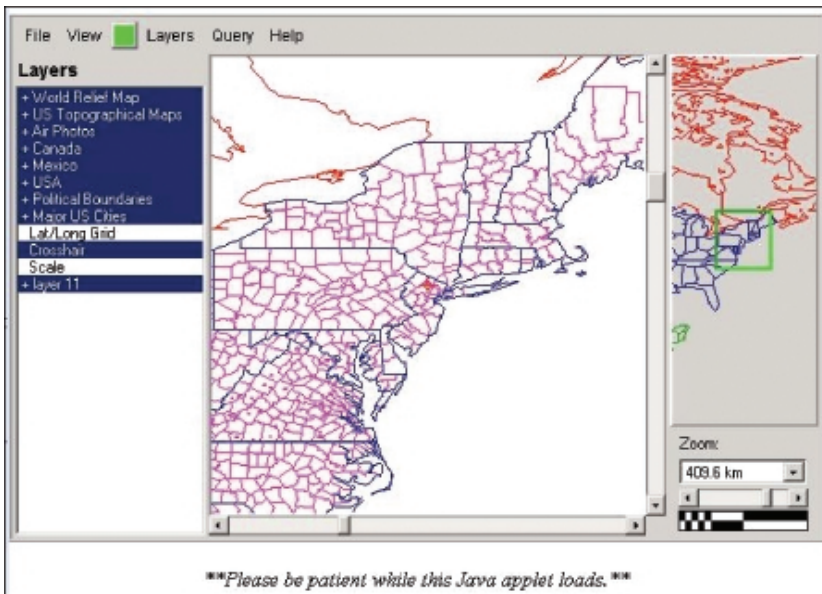 File View Layers Query Help
Layers
+ World Relief Map
+ US Topographical Maps
+ Air Photos
+ Canada
+ Mexico
+ USA
+ Political Boundaries
+ Major US Cities
Lat/Long Grid
Crosshair
Scale
+ layer 11
Zoom:
409.6 km
**Please be patient while this Java applet loads.**